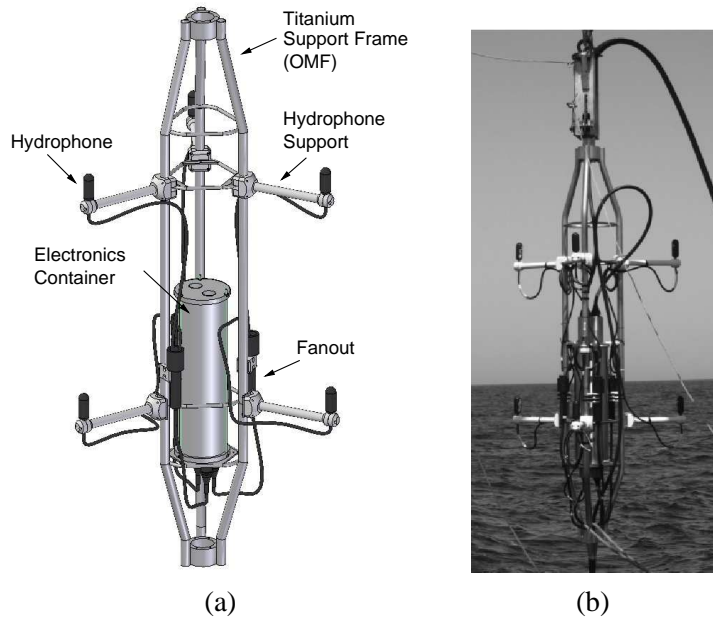 Titanium
Support Frame
(OMF)
Hydrophone
Hydrophone
Support
Electronics
Container
Fanout
(a)
(b)